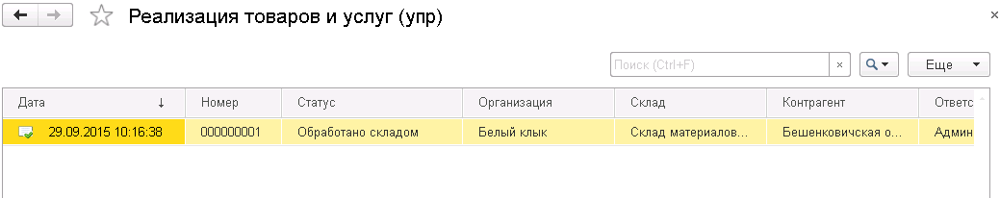 Реализация товаров и услуг (упр)
Поиск (Ctrl+F) × Еще
Дата ↓ Номер Статус Организация Склад Контрагент Ответс
29.09.2015 10:16:38 000000001 Обработано складом Белый клык Склад материалов... Бешенковичская о... Админ